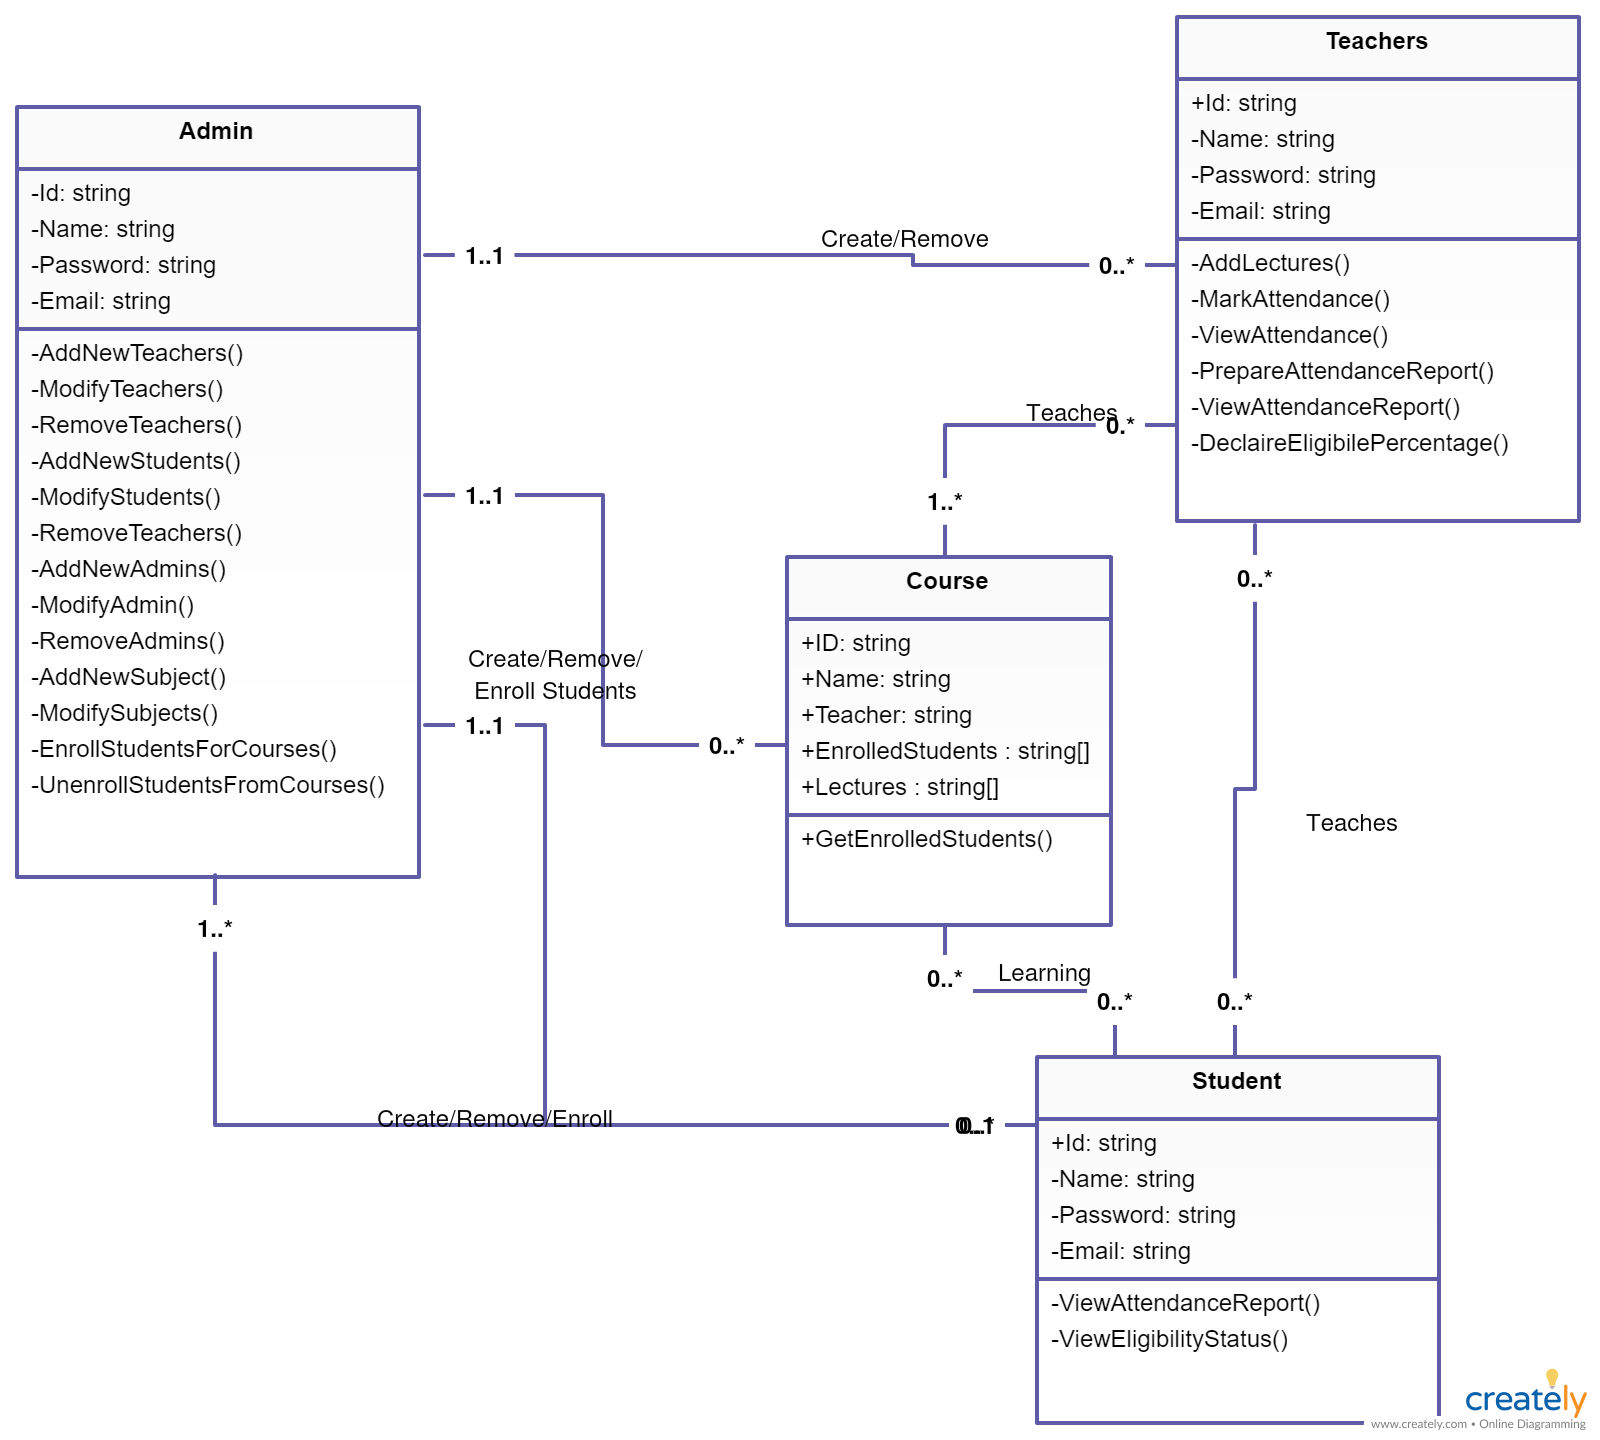 Teachers
+Id: string
-Name: string
-Password: string
-Email: string
-AddLectures()
-MarkAttendance()
-ViewAttendance()
-PrepareAttendanceReport()
-ViewAttendanceReport()
-DeclaireEligibilePercentage()
Admin
-Id: string
-Name: string
-Password: string
-Email: string
-AddNewTeachers()
-ModifyTeachers()
-RemoveTeachers()
-AddNewStudents()
-ModifyStudents()
-RemoveTeachers()
-AddNewAdmins()
-ModifyAdmin()
-RemoveAdmins()
-AddNewSubject()
-ModifySubjects()
-EnrollStudentsForCourses()
-UnenrollStudentsFromCourses()
1..1
Create/Remove
0..*
Teaches
0.*
1..*
1..1
Create/Remove/
Enroll Students
0..*
1..1
Course
+ID: string
+Name: string
+Teacher: string
+EnrolledStudents : string[]
+Lectures : string[]
+GetEnrolledStudents()
0..*
Teaches
0..*
0..*
Learning
0..*
1..*
Create/Remove/Enroll
Student
+Id: string
-Name: string
-Password: string
-Email: string
-ViewAttendanceReport()
-ViewEligibilityStatus()
creately
www.creately.com • Online Diagramming